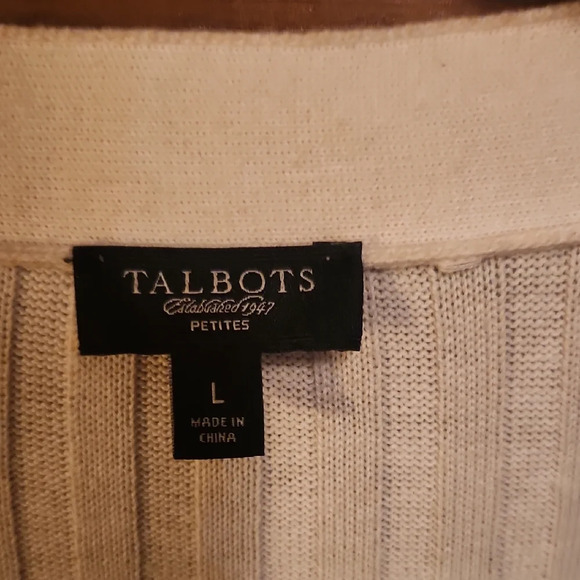 TALBOTS
Established 1947
PETITES
L
MADE IN
CHINA